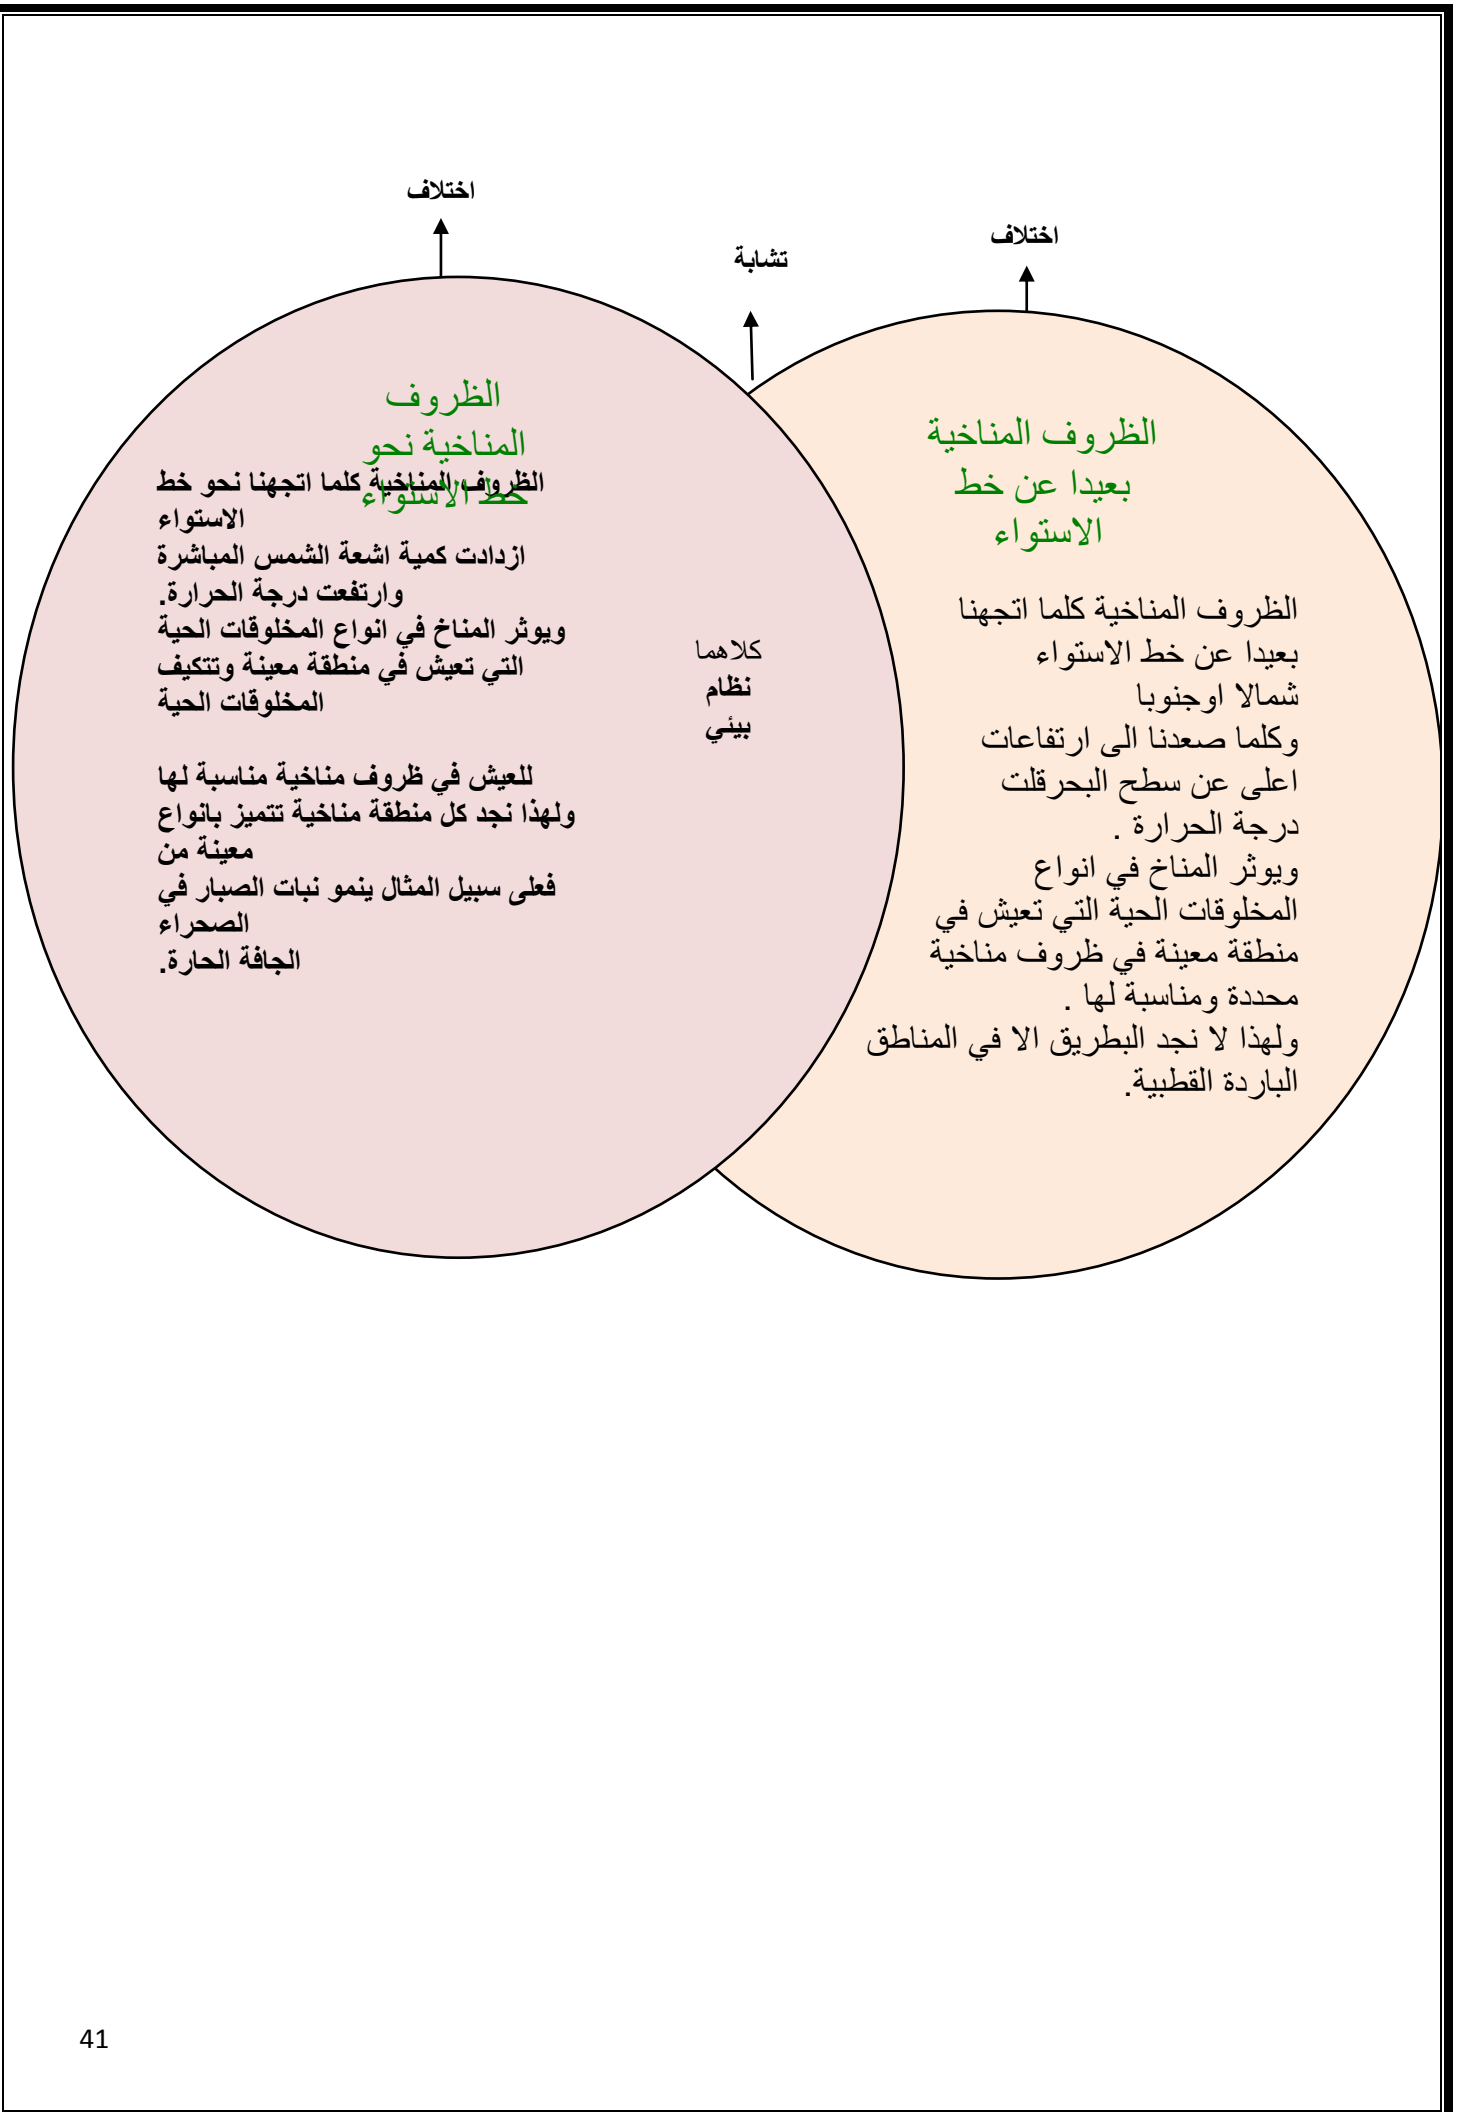 اختلاف
اختلاف
تشابة
الظروف المناخية
بعيدا عن خط
الاستواء
الظروف المناخية كلما اتجهنا
بعيدا عن خط الاستواء
شمالا اوجنوبا
وكلما صعدنا الى ارتفاعات
اعلى عن سطح البحرقلت
درجة الحرارة .
ويوثر المناخ في انواع
المخلوقات الحية التي تعيش في
منطقة معينة في ظروف مناخية
محددة ومناسبة لها .
ولهذا لا نجد البطريق الا في المناطق
الباردة القطبية.
كلاهما
نظام
بيئي
الظروف
المناخية نحو
خط الاستواء
الظروف المناخية كلما اتجهنا نحو خط
الاستواء
ازدادت كمية اشعة الشمس المباشرة
وارتفعت درجة الحرارة.
ويوثر المناخ في انواع المخلوقات الحية
التي تعيش في منطقة معينة وتتكيف
المخلوقات الحية
للعيش في ظروف مناخية مناسبة لها
ولهذا نجد كل منطقة مناخية تتميز بانواع
معينة من
فعلى سبيل المثال ينمو نبات الصبار في
الصحراء
الجافة الحارة.
41